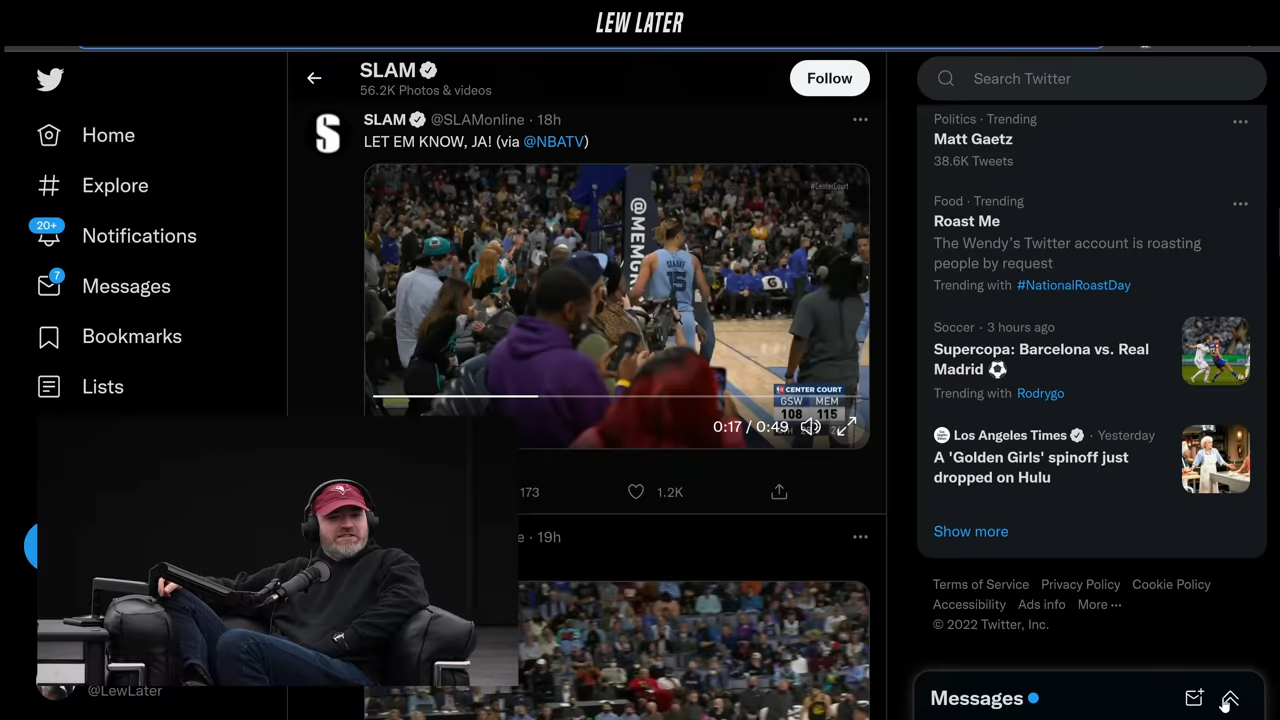 LEW LATER
Home
Explore
20+
Notifications
7
Messages
Bookmarks
Lists
@LewLater
SLAM
56.2K Photos & videos
Follow
S
SLAM @SLAMonline · 18h
LET EM KNOW, JA! (via @NBATV)
#CenterCourt
@MEMGR
15
G
CENTER COURT
GSW MEM
108 115
0:17 / 0:49
173
1.2K
e · 19h
Search Twitter
Politics · Trending
Matt Gaetz
38.6K Tweets
Food · Trending
Roast Me
The Wendy's Twitter account is roasting
people by request
Trending with #NationalRoastDay
Soccer · 3 hours ago
Supercopa: Barcelona vs. Real
Madrid
Trending with Rodrygo
Los Angeles Times · Yesterday
A 'Golden Girls' spinoff just
dropped on Hulu
Show more
Terms of Service Privacy Policy Cookie Policy
Accessibility Ads info More ···
© 2022 Twitter, Inc.
Messages